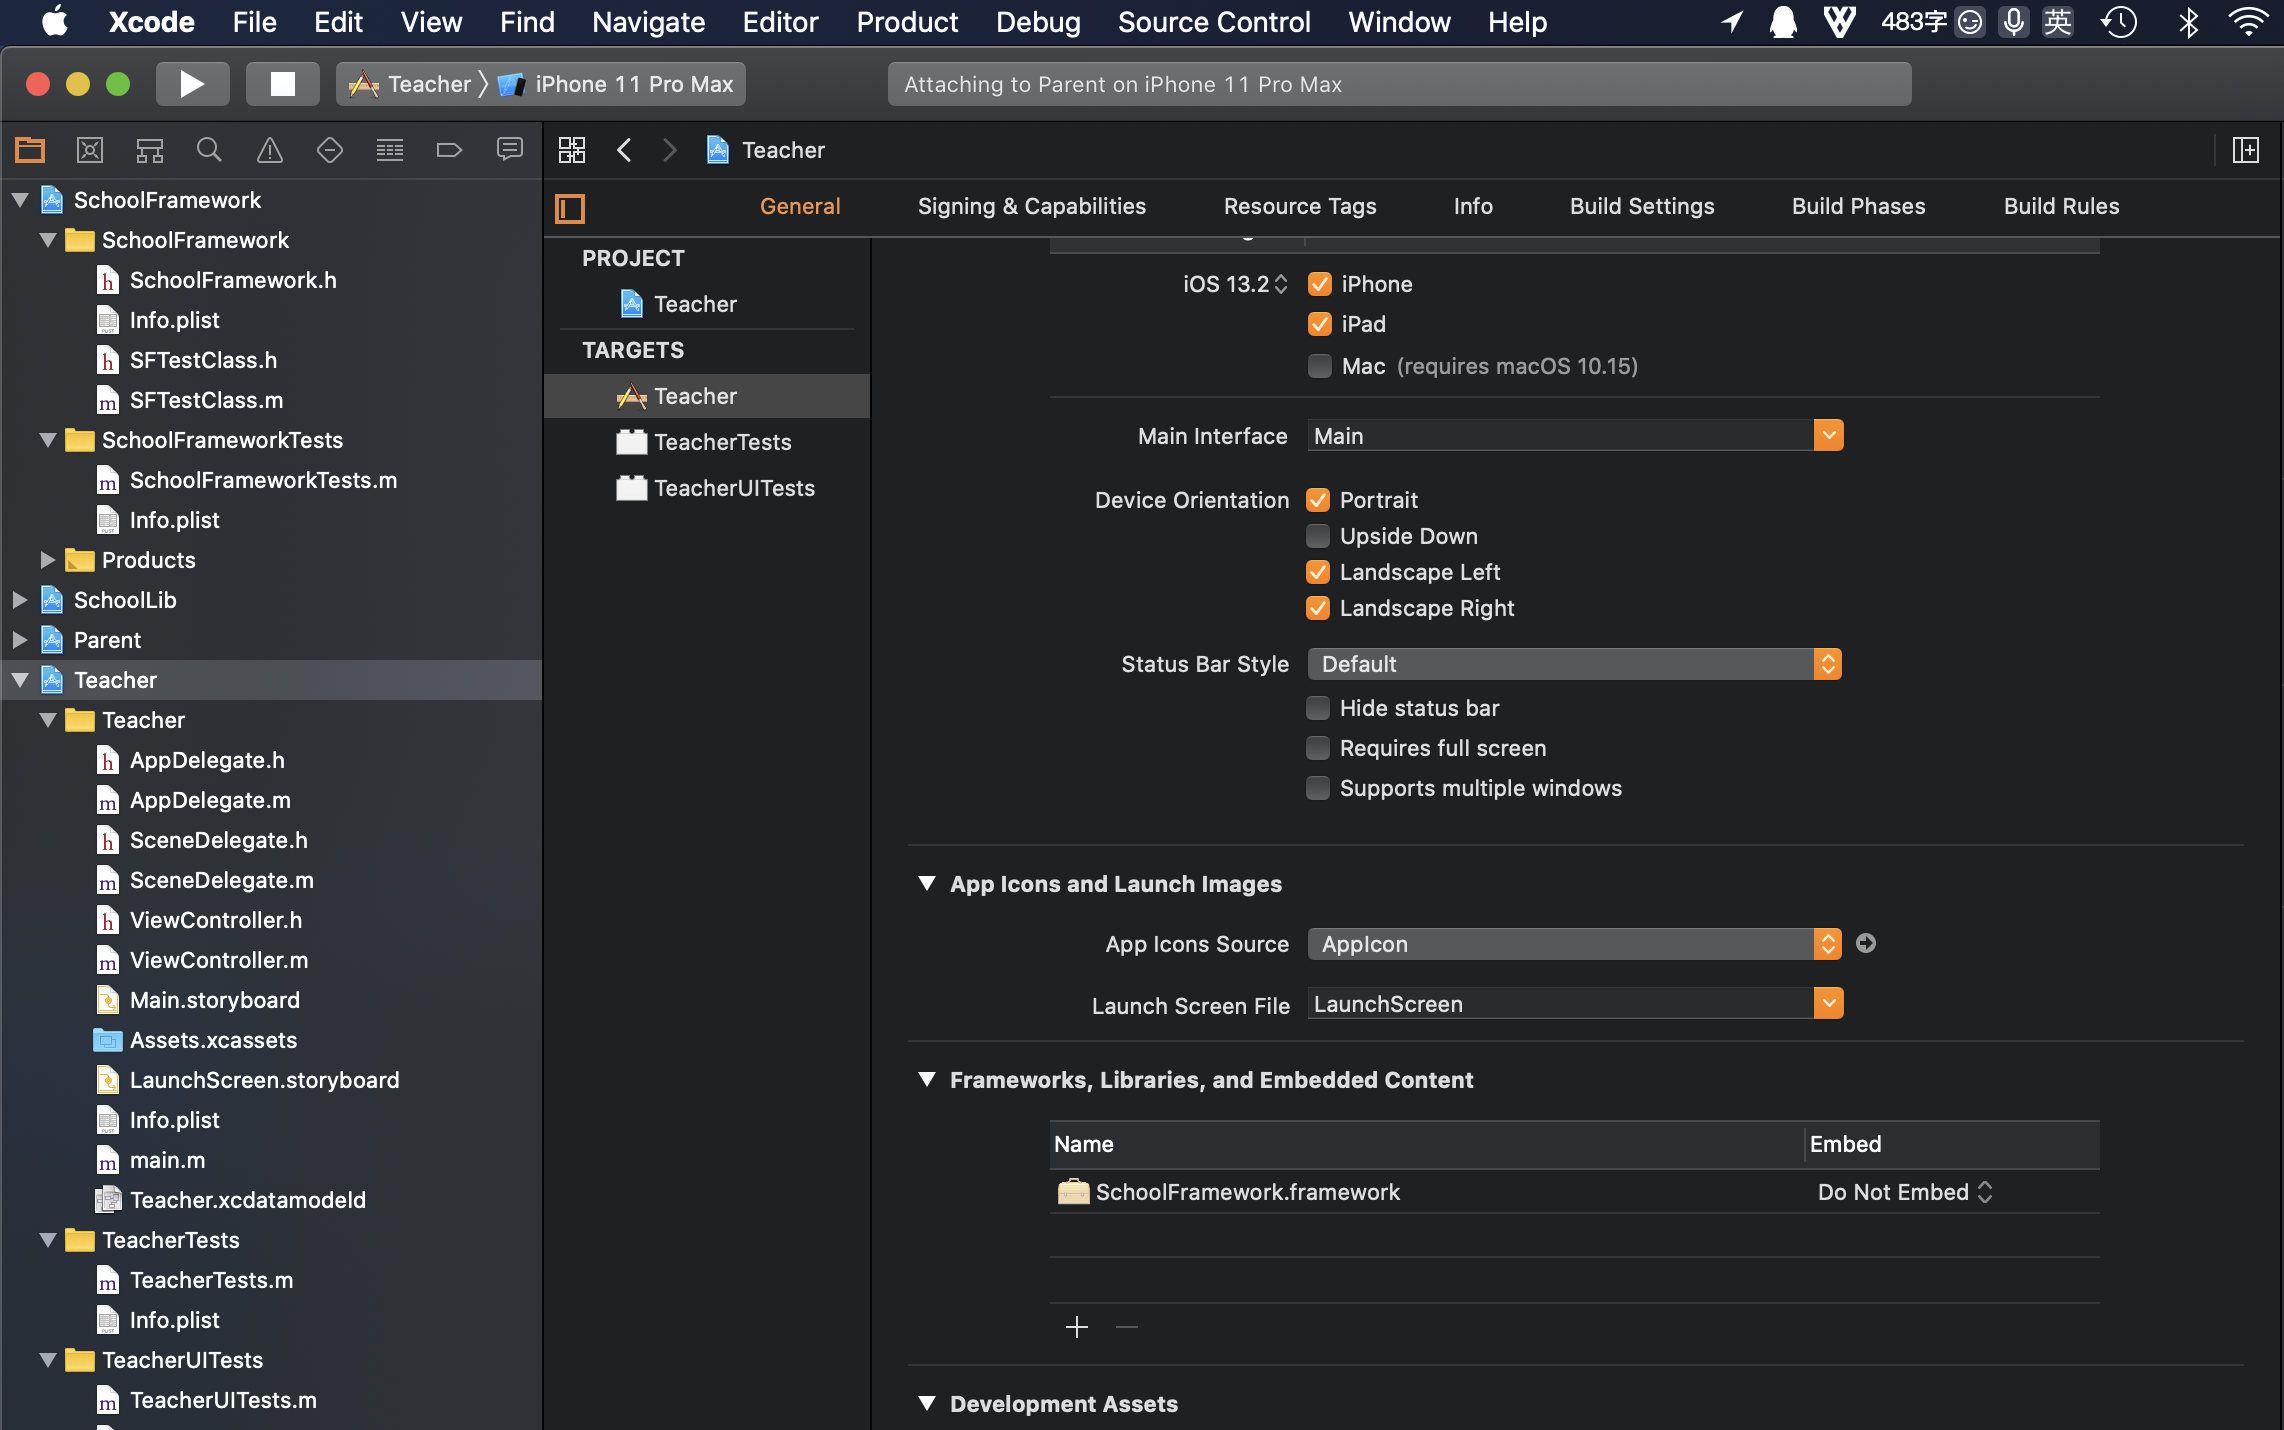 Xcode File Edit View Find Navigate Editor Product Debug Source Control Window Help 483字 英
Teacher iPhone 11 Pro Max
Attaching to Parent on iPhone 11 Pro Max
Teacher
General Signing & Capabilities Resource Tags Info Build Settings Build Phases Build Rules
SchoolFramework
SchoolFramework
SchoolFramework.h
Info.plist
SFTestClass.h
SFTestClass.m
SchoolFrameworkTests
SchoolFrameworkTests.m
Info.plist
Products
SchoolLib
Parent
Teacher
Teacher
AppDelegate.h
AppDelegate.m
SceneDelegate.h
SceneDelegate.m
ViewController.h
ViewController.m
Main.storyboard
Assets.xcassets
LaunchScreen.storyboard
Info.plist
main.m
Teacher.xcdatamodeld
TeacherTests
TeacherTests.m
Info.plist
TeacherUITests
TeacherUITests.m
PROJECT
Teacher
TARGETS
Teacher
TeacherTests
TeacherUITests
iOS 13.2 iPhone
iPad
Mac (requires macOS 10.15)
Main Interface Main
Device Orientation Portrait
Upside Down
Landscape Left
Landscape Right
Status Bar Style Default
Hide status bar
Requires full screen
Supports multiple windows
App Icons and Launch Images
App Icons Source AppIcon
Launch Screen File LaunchScreen
Frameworks, Libraries, and Embedded Content
Name Embed
SchoolFramework.framework Do Not Embed
Development Assets